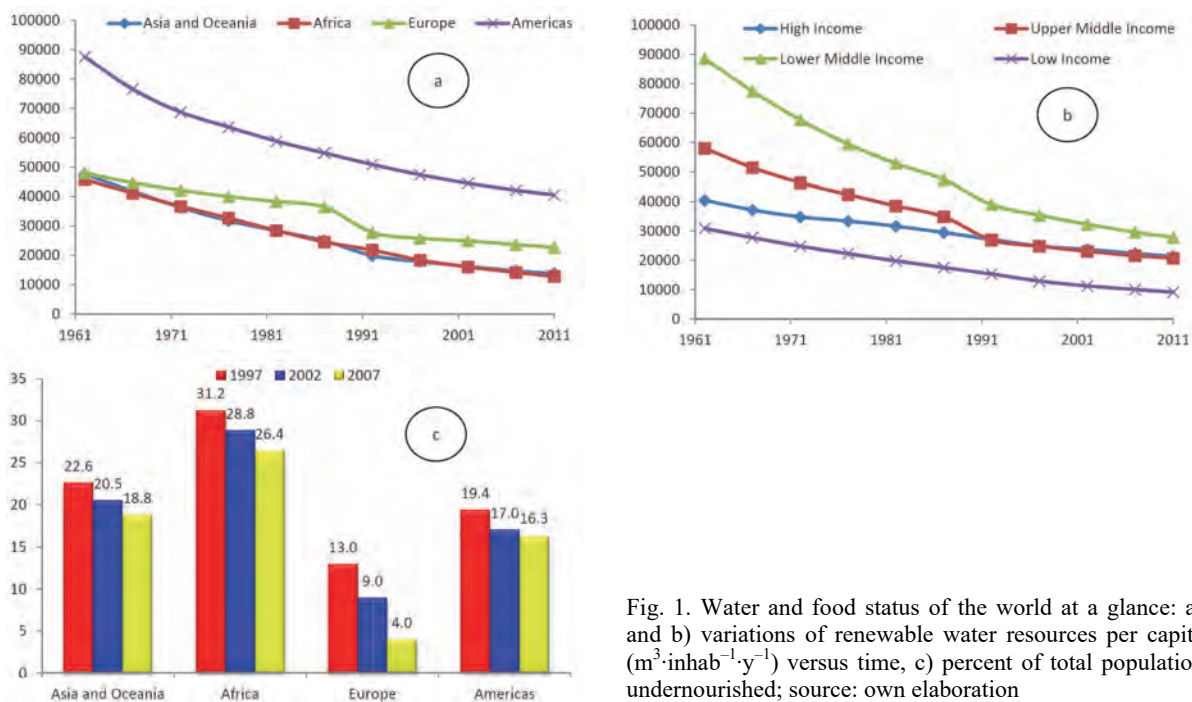 Asia and Oceania Africa Europe Americas
100000
90000
80000
70000
60000
50000
40000
30000
20000
10000
0
a
1961 1971 1981 1991 2001 2011
High Income Upper Middle Income
Lower Middle Income Low Income
100000
90000
80000
70000
60000
50000
40000
30000
20000
10000
0
b
1961 1971 1981 1991 2001 2011
1997 2002 2007
35
30
25
20
15
10
5
0
c
22.6 20.5 18.8
31.2 28.8 26.4
13.0 9.0 4.0
19.4 17.0 16.3
Asia and Oceania Africa Europe Americas
Fig. 1. Water and food status of the world at a glance: a
and b) variations of renewable water resources per capit
(m³·inhab⁻¹·y⁻¹) versus time, c) percent of total populatio
undernourished; source: own elaboration